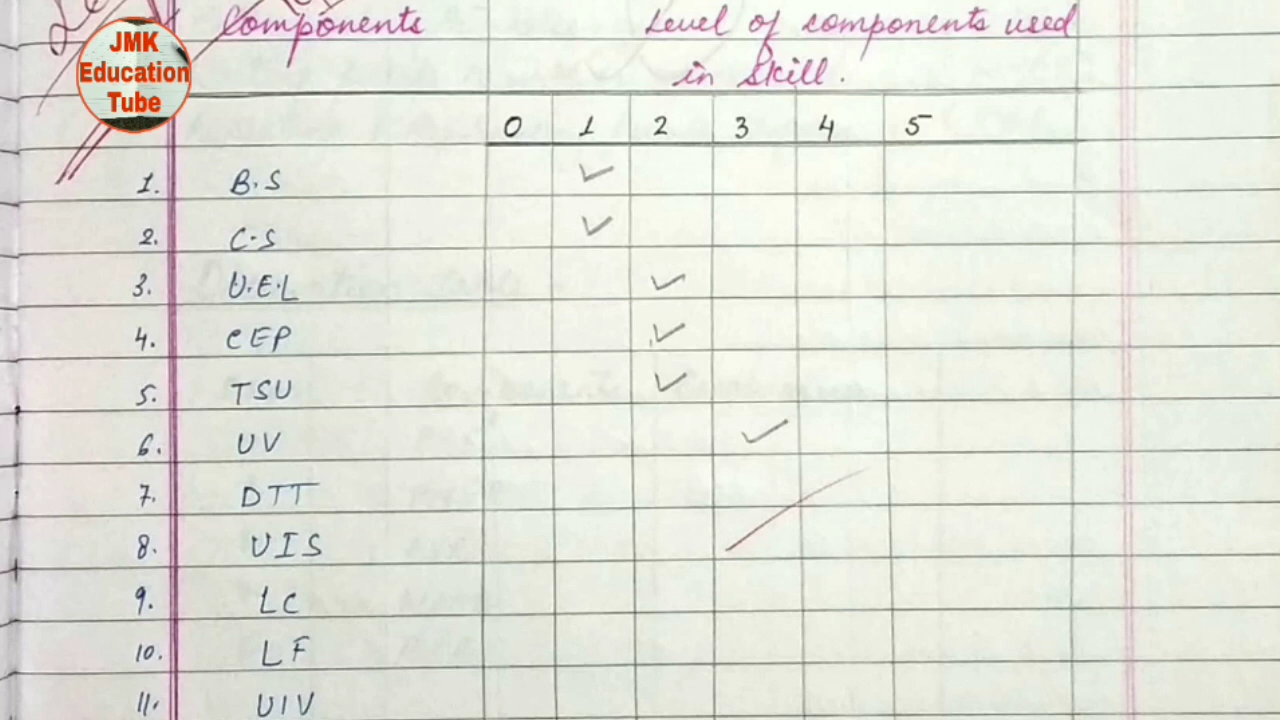 JMK
Education
Tube
Components Level of components used
in Skill.
0 1 2 3 4 5
1. B.S ✓
2. C.S ✓
3. U.E.L ✓
4. CEP ✓
5. TSU ✓
6. UV ✓
7. DTT
8. UIS
9. LC
10. LF
11. UIV